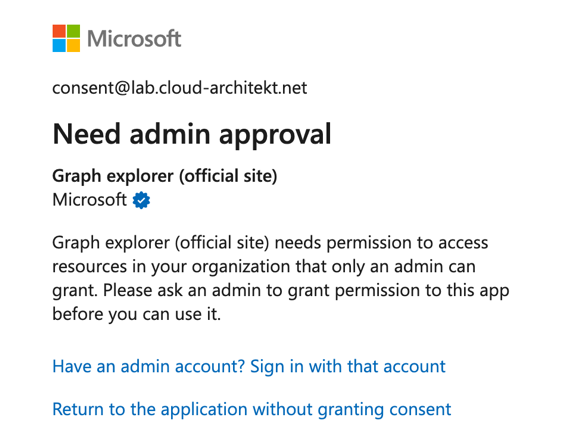 Microsoft
consent@lab.cloud-architekt.net
Need admin approval
Graph explorer (official site)
Microsoft
Graph explorer (official site) needs permission to access
resources in your organization that only an admin can
grant. Please ask an admin to grant permission to this app
before you can use it.
Have an admin account? Sign in with that account
Return to the application without granting consent